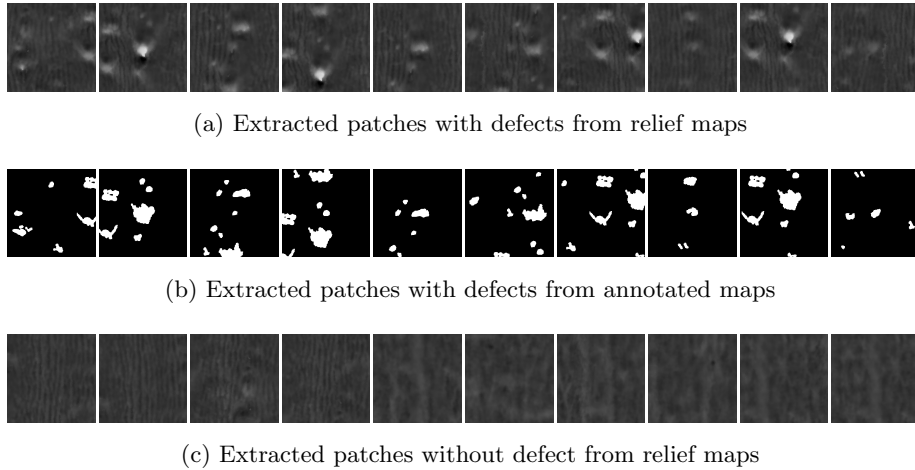 (a) Extracted patches with defects from relief maps
(b) Extracted patches with defects from annotated maps
(c) Extracted patches without defect from relief maps